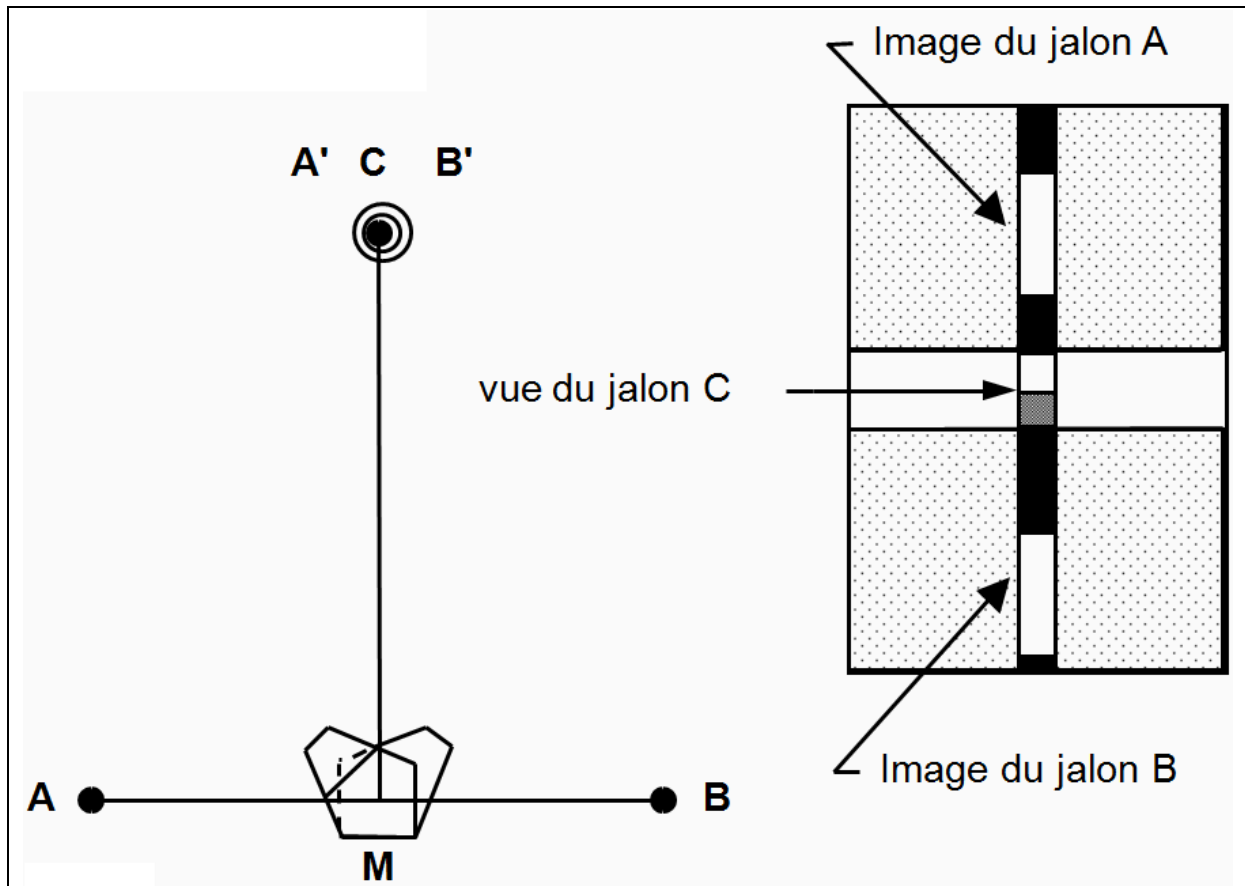 Image du jalon A
A' C B'
vue du jalon C
A
B
Image du jalon B
M